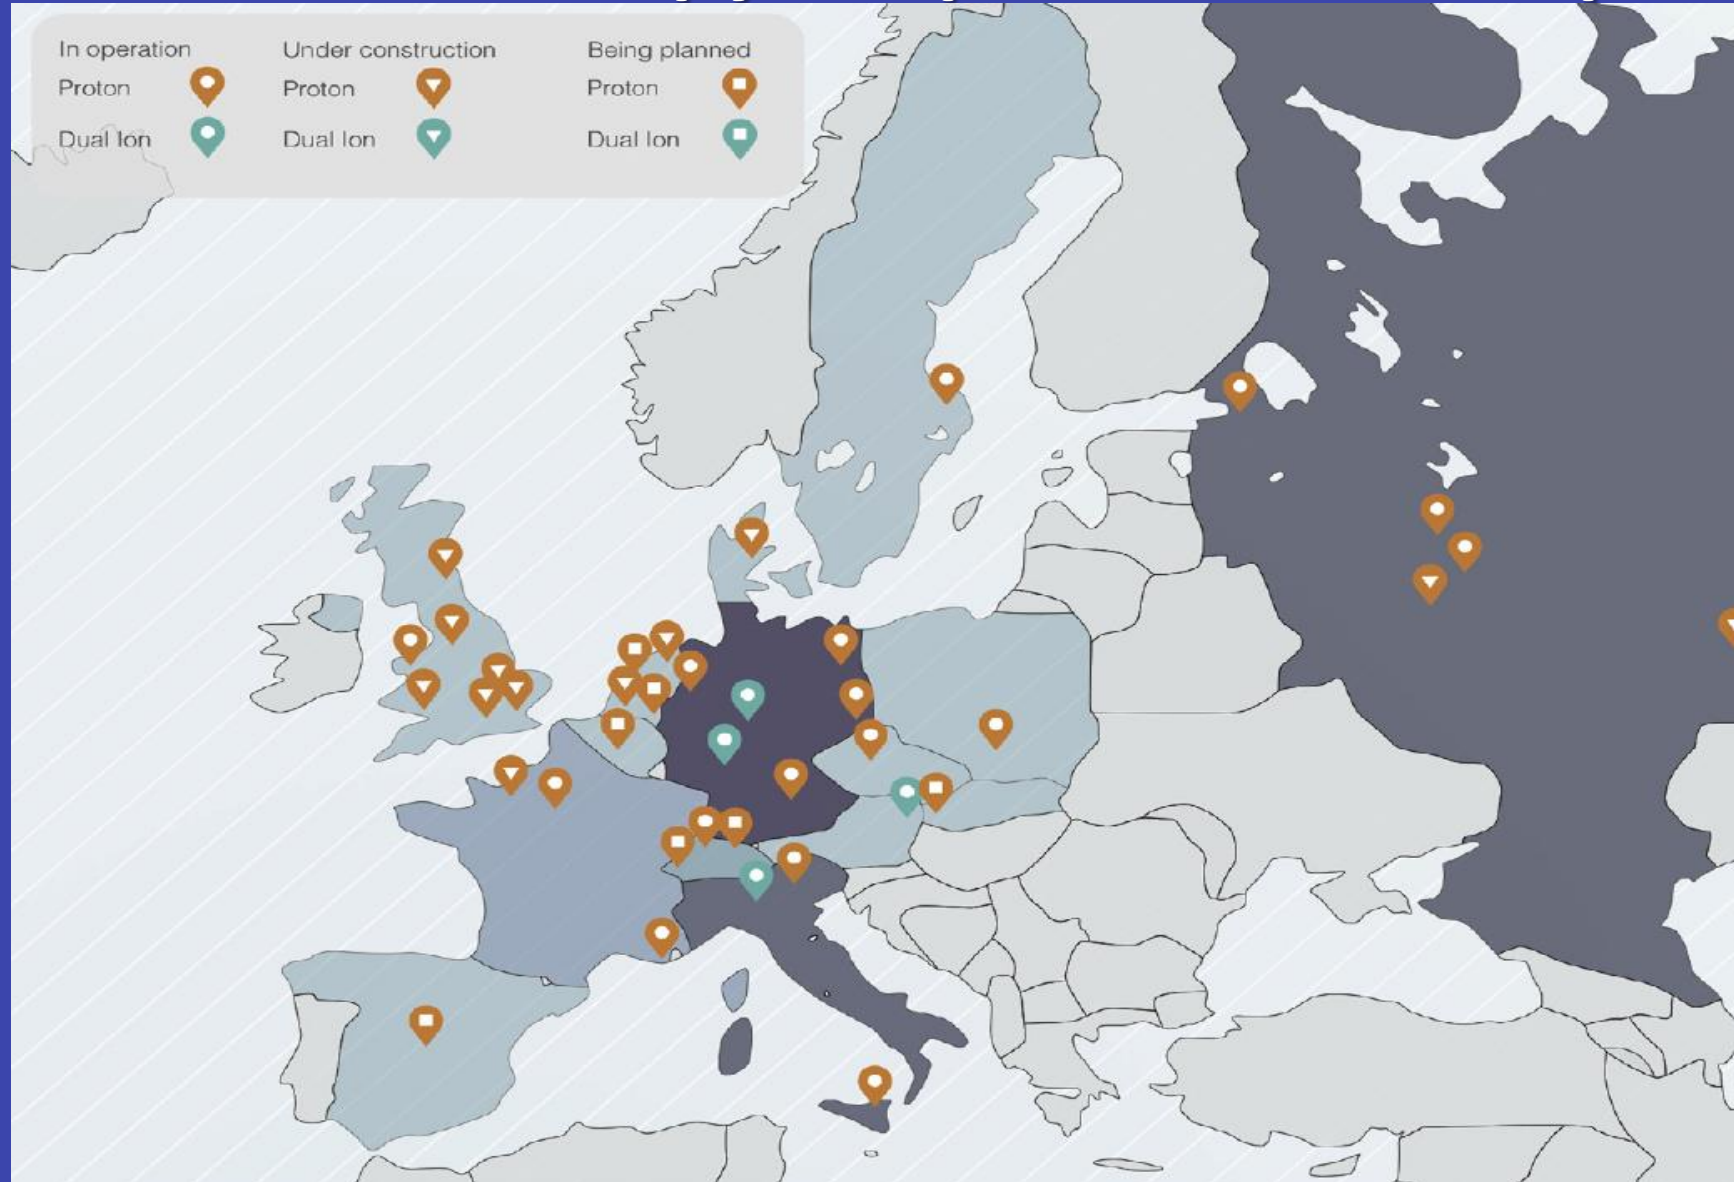 In operation Under construction Being planned
Proton Proton Proton
Dual Ion Dual Ion Dual Ion